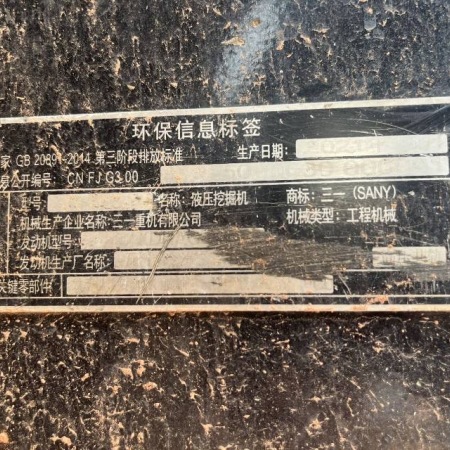 环保信息标签
家 GB 20891-2014 第三阶段排放标准 生产日期:
息公开编号: CN FJ G3 00
型号: 名称: 液压挖掘机 商标: 三一 (SANY)
机械生产企业名称: 三一重机有限公司 机械类型: 工程机械
发动机型号:
发动机生产厂名称:
关键零部件